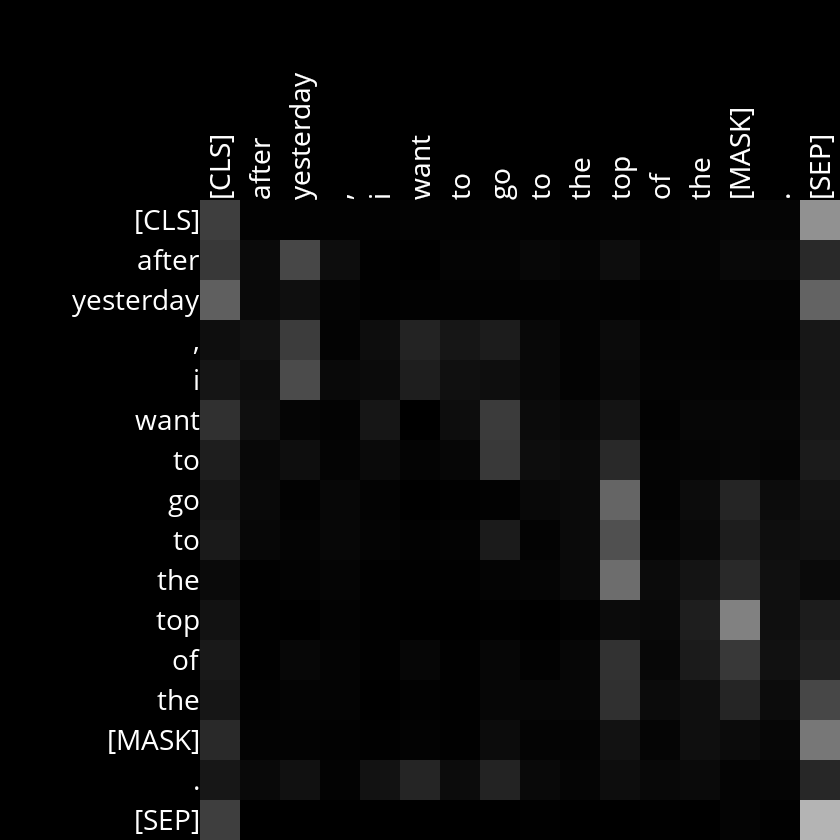 [CLS] after yesterday , i want to go to the top of the [MASK] . [SEP]
[CLS]
after
yesterday
,
i
want
to
go
to
the
top
of
the
[MASK]
.
[SEP]